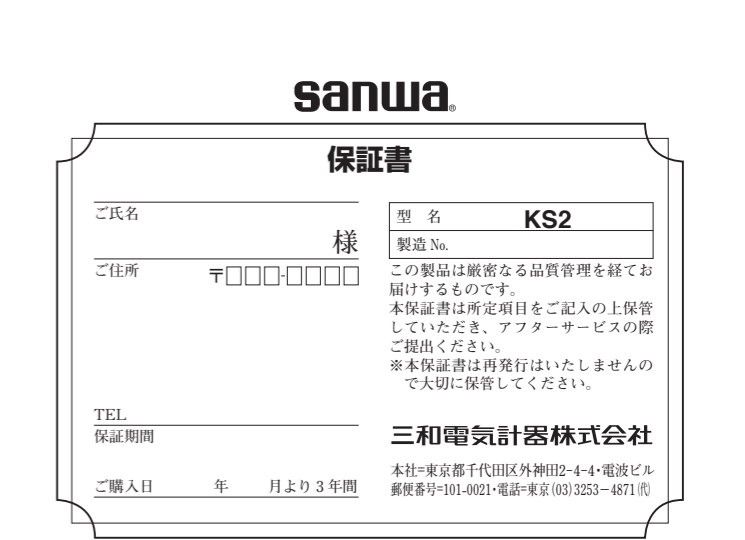 sanwa®
保証書
ご氏名
様
ご住所 〒□□□-□□□□
TEL
保証期間
ご購入日 年 月より3年間
型 名 KS2
製造 No.
この製品は厳密なる品質管理を経てお
届けするものです。
本保証書は所定項目をご記入の上保管
していただき、アフターサービスの際
ご提出ください。
※本保証書は再発行はいたしませんの
で大切に保管してください。
三和電気計器株式会社
本社=東京都千代田区外神田2-4-4・電波ビル
郵便番号=101-0021・電話=東京(03)3253-4871(代)